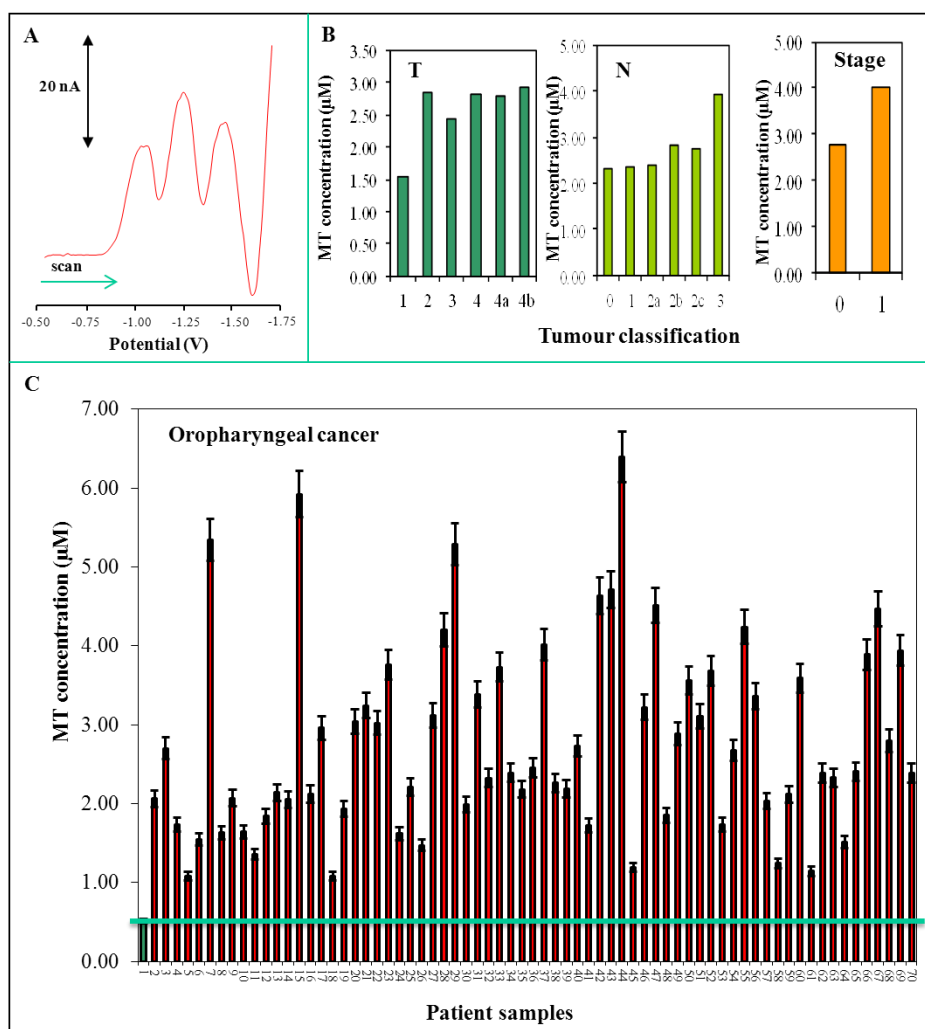 A
20 nA
scan
-0.50 -0.75 -1.00 -1.25 -1.50 -1.75
Potential (V)
B
T
MT concentration (µM)
3.50
3.00
2.50
2.00
1.50
1.00
0.50
0.00
1 2 3 4 4a 4b
N
MT concentration (µM)
5.00
4.00
3.00
2.00
1.00
0.00
0 1 2a 2b 2c 3
Stage
MT concentration (µM)
5.00
4.00
3.00
2.00
1.00
0.00
0 1
Tumour classification
C
Oropharyngeal cancer
MT concentration (µM)
7.00
6.00
5.00
4.00
3.00
2.00
1.00
0.00
1 2 3 4 5 6 7 8 9 10 11 12 13 14 15 16 17 18 19 20 21 22 23 24 25 26 27 28 29 30 31 32 33 34 35 36 37 38 39 40 41 42 43 44 45 46 47 48 49 50 51 52 53 54 55 56 57 58 59 60 61 62 63 64 65 66 67 68 69 70
Patient samples